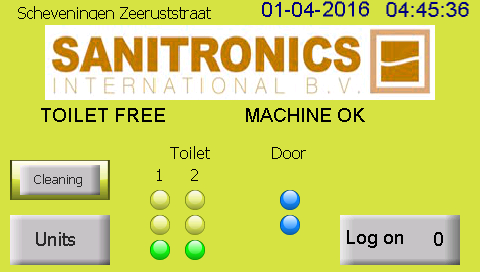 Scheveningen Zeeruststraat 01-04-2016 04:45:36
SANITRONICS
INTERNATIONAL B.V.
TOILET FREE MACHINE OK
Toilet Door
1 2
Cleaning
Units
Log on 0